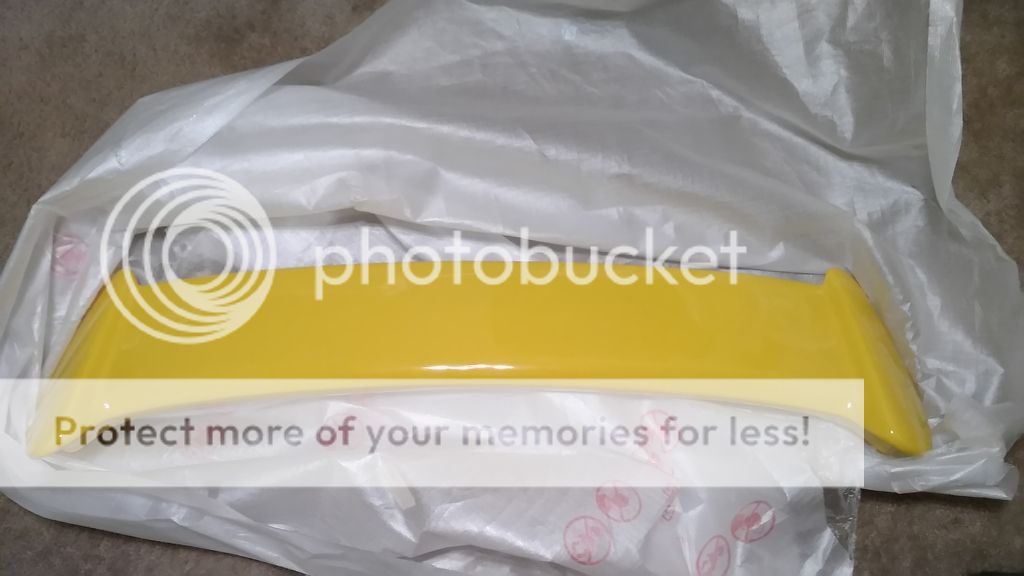 photobucket
Protect more of your memories for less!